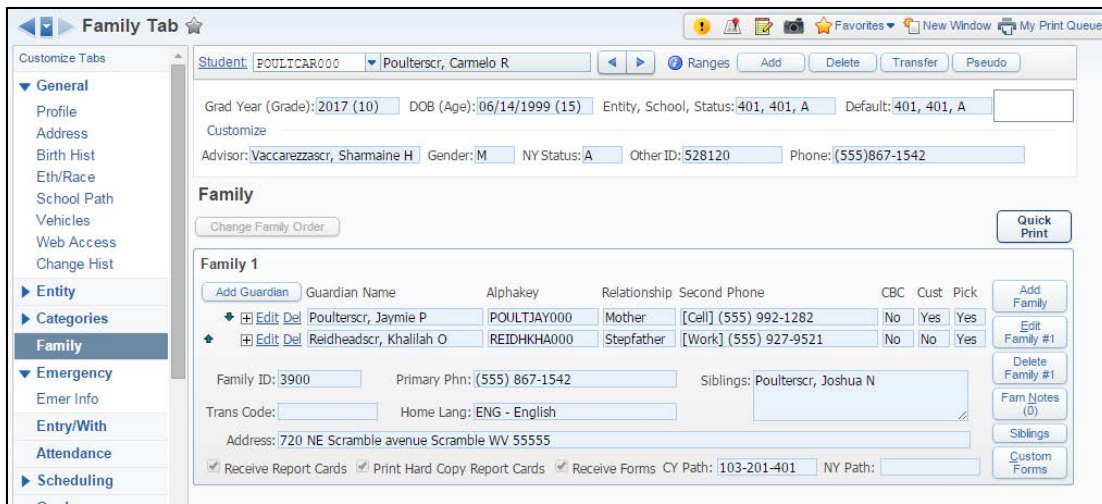 Family Tab
Favorites New Window My Print Queue
Customize Tabs
General
Profile
Address
Birth Hist
Eth/Race
School Path
Vehicles
Web Access
Change Hist
Entity
Categories
Family
Emergency
Emer Info
Entry/With
Attendance
Scheduling
Student: POULTCAR000 Poulterscr, Carmelo R Ranges Add Delete Transfer Pseudo
Grad Year (Grade): 2017 (10) DOB (Age): 06/14/1999 (15) Entity, School, Status: 401, 401, A Default: 401, 401, A
Customize
Advisor: Vaccarezzascr, Sharmaine H Gender: M NY Status: A Other ID: 528120 Phone: (555)867-1542
Family
Change Family Order
Quick Print
Family 1
Add Guardian Guardian Name Alphakey Relationship Second Phone CBC Cust Pick
Edit Del Poulterscr, Jaymie P POULTJAY000 Mother [Cell] (555) 992-1282 No Yes Yes
Edit Del Reidheadscr, Khalilah O REIDHKHA000 Stepfather [Work] (555) 927-9521 No No Yes
Family ID: 3900 Primary Phn: (555) 867-1542 Siblings: Poulterscr, Joshua N
Trans Code: Home Lang: ENG - English
Address: 720 NE Scramble avenue Scramble WV 55555
Receive Report Cards Print Hard Copy Report Cards Receive Forms CY Path: 103-201-401 NY Path:
Add Family
Edit Family #1
Delete Family #1
Fam Notes (0)
Siblings
Custom Forms